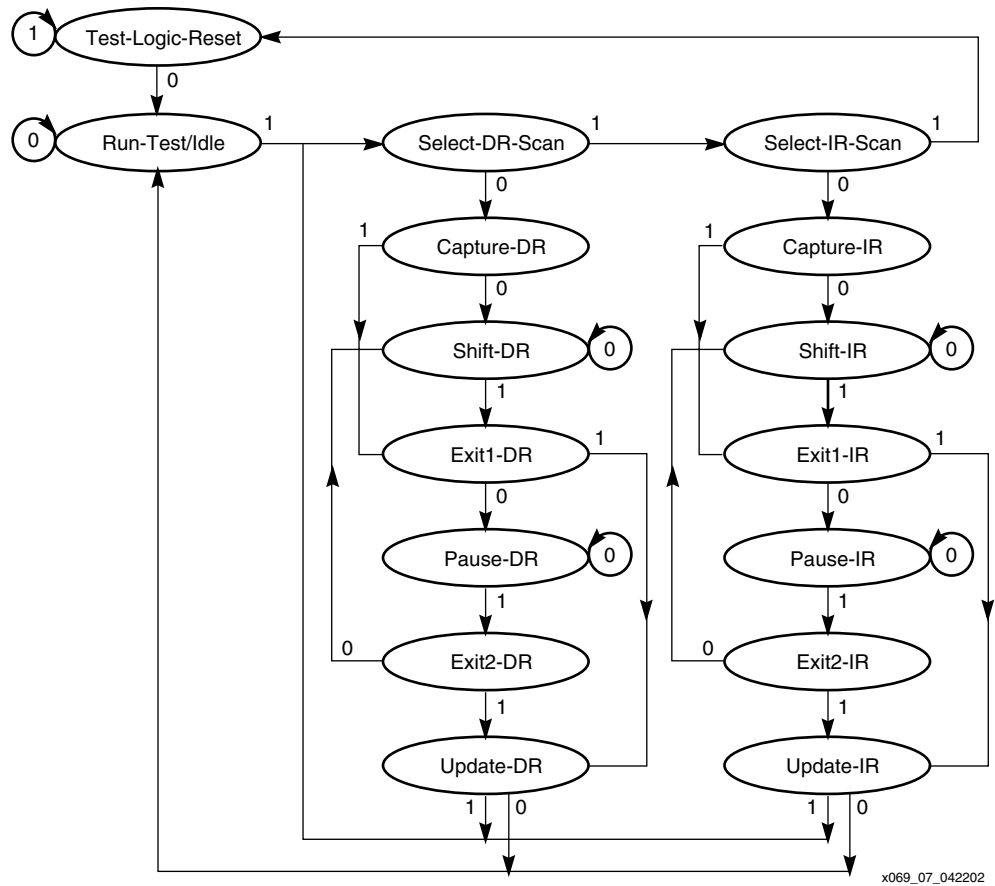 1 Test-Logic-Reset
0
0 Run-Test/Idle 1 Select-DR-Scan 1 Select-IR-Scan 1
0 0
1 Capture-DR 1 Capture-IR
0 0
Shift-DR 0 Shift-IR 0
1 1
Exit1-DR 1 Exit1-IR 1
0 0
Pause-DR 0 Pause-IR 0
1 1
0 Exit2-DR 0 Exit2-IR
1 1
Update-DR Update-IR
1 0 1 0
x069_07_042202